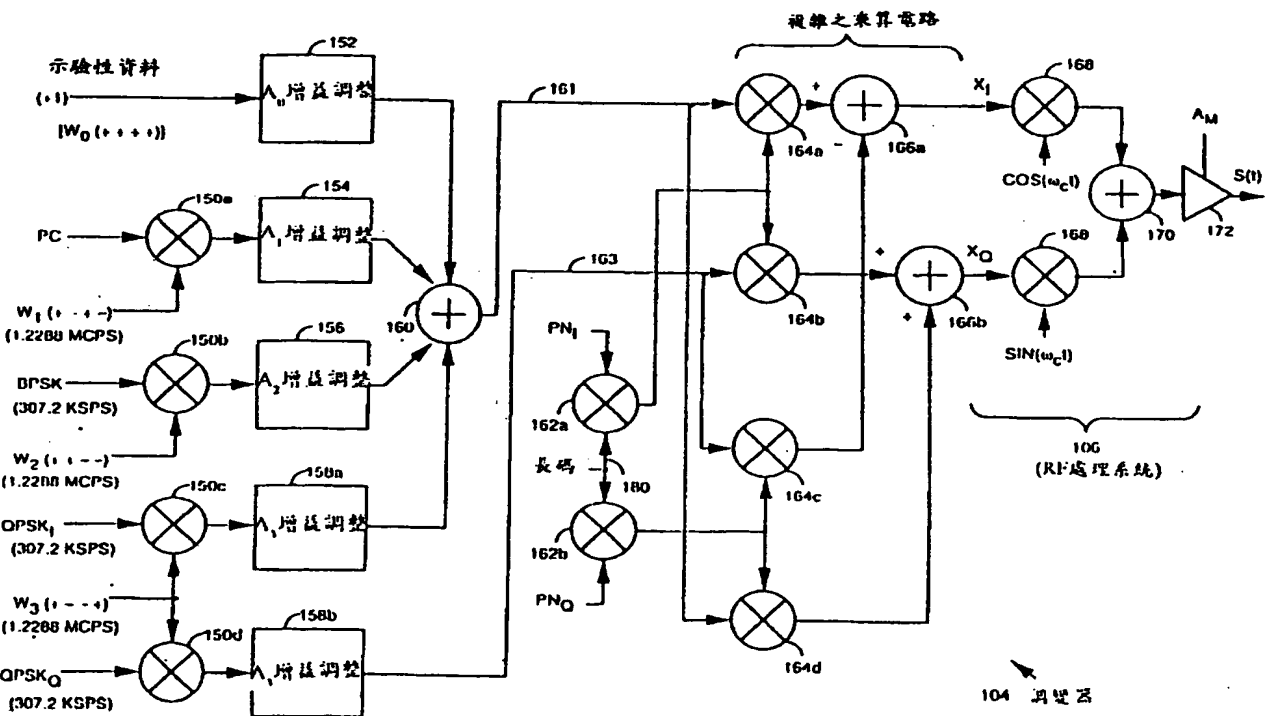 複雜之乘算電路
152
示驗性資料
(+1)
[W0 (+ + + +)]
A0 增益調整
161
164a
+
-
166a
XI
168
COS(ωct)
AM
S(t)
170
172
PC
150a
154
A1 增益調整
W1 (+ - + -)
(1.2288 MCPS)
160
163
164b
+
+
166b
XQ
168
SIN(ωct)
BPSK
(307.2 KSPS)
150b
156
A2 增益調整
W2 (+ + - -)
(1.2288 MCPS)
PNI
162a
長碼
180
162b
PNQ
164c
164d
106
(RF處理系統)
QPSKI
(307.2 KSPS)
150c
158a
A3 增益調整
W3 (+ - - +)
(1.2288 MCPS)
QPSKQ
(307.2 KSPS)
150d
158b
A3 增益調整
104 調變器